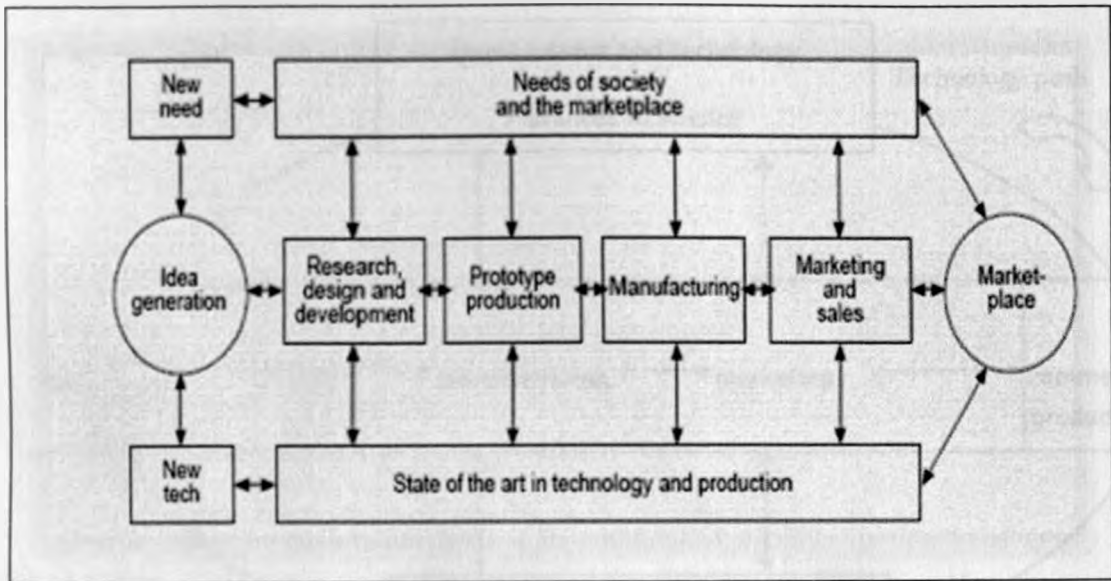 New
need
Needs of society
and the marketplace
Idea
generation
Research,
design and
development
Prototype
production
Manufacturing
Marketing
and
sales
Market-
place
New
tech
State of the art in technology and production